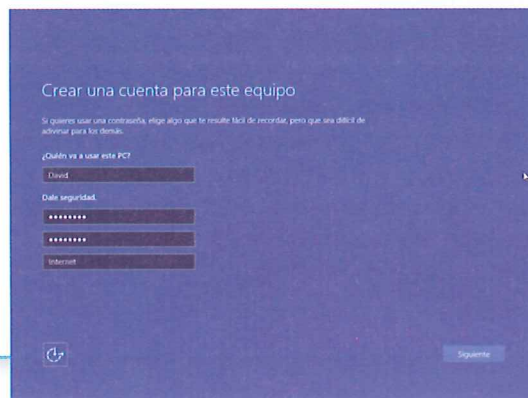 Crear una cuenta para este equipo
Si quieres usar una contraseña, elige algo que te resulte fácil de recordar, pero que sea difícil de
adivinar para los demás.
¿Quién va a usar este PC?
David
Dale seguridad.
••••••••
••••••••
Internet
Siguiente